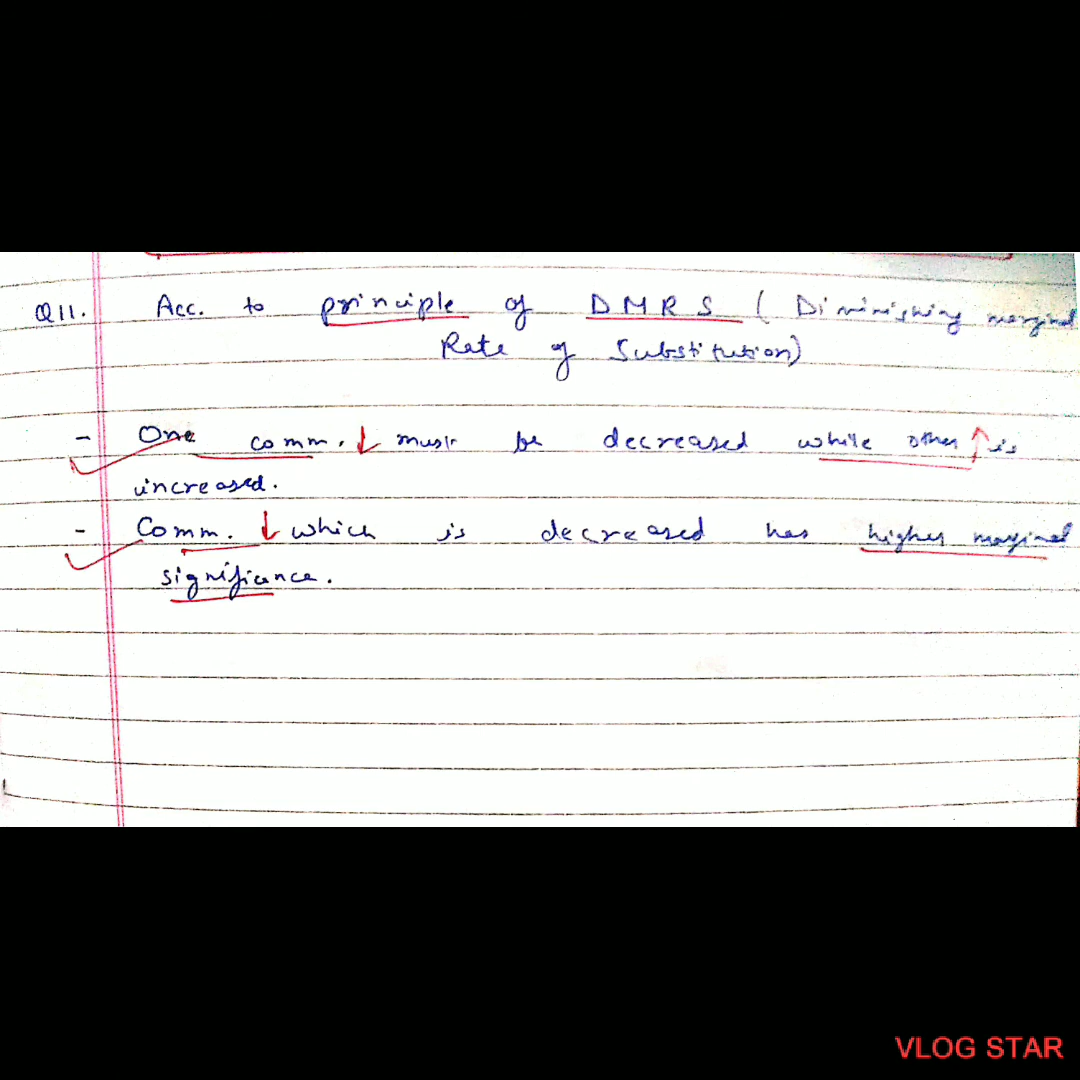 Q11. Acc. to principle of DMRS (Diminishing marginal
Rate of Substitution)
- One comm. ↓ must be decreased while other ↑ is
increased.
- Comm. ↓ which is decreased has higher marginal
significance.
VLOG STAR